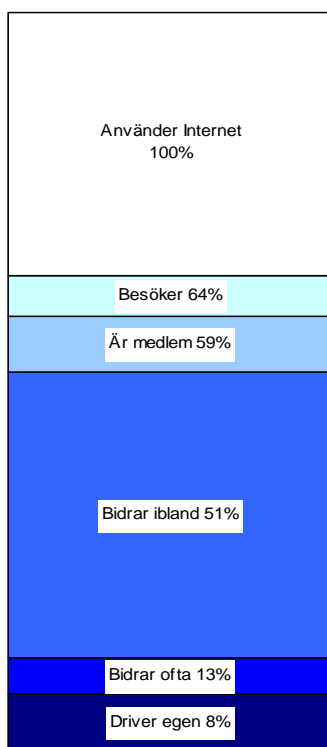 Använder Internet
100%
Besöker 64%
Är medlem 59%
Bidrar ibland 51%
Bidrar ofta 13%
Driver egen 8%